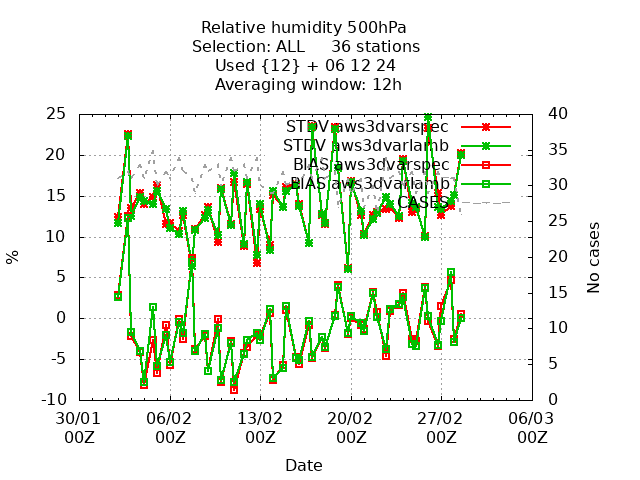 Relative humidity 500hPa
Selection: ALL     36 stations
Used {12} + 06 12 24
Averaging window: 12h
STDV aws3dvarspec
STDV aws3dvarlamb
BIAS aws3dvarspec
BIAS aws3dvarlamb
CASES
25
20
15
10
5
0
-5
-10
%
40
35
30
25
20
15
10
5
0
No cases
30/01 06/02 13/02 20/02 27/02 06/03
00Z 00Z 00Z 00Z 00Z 00Z
Date